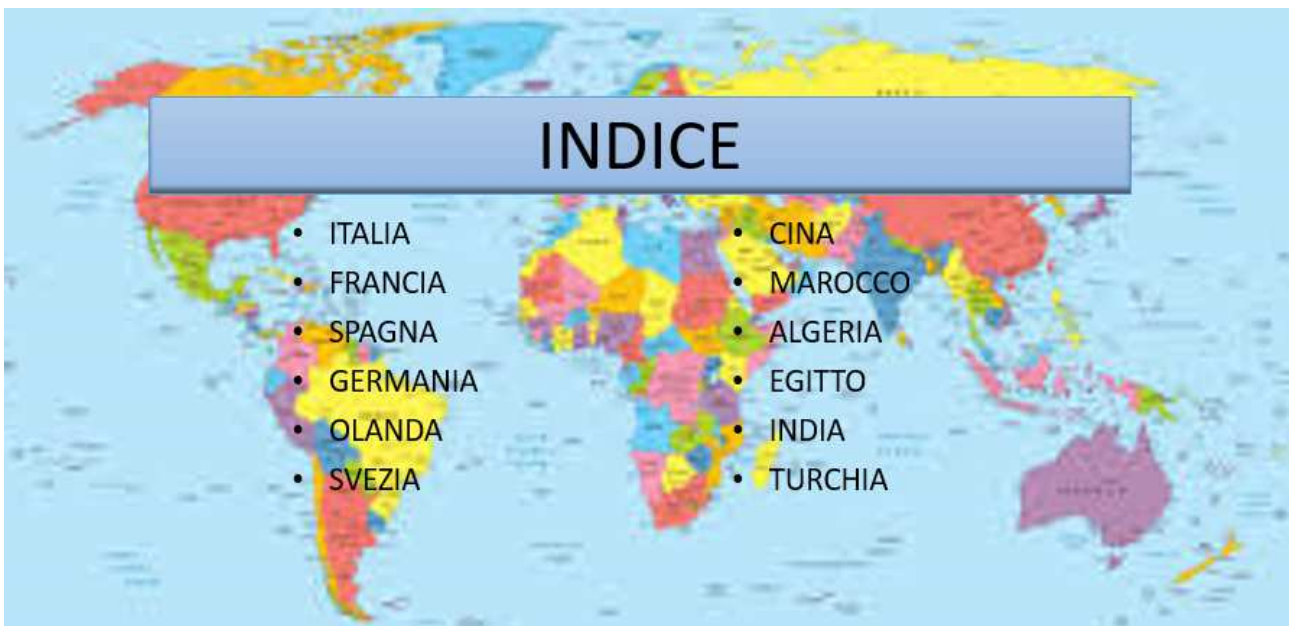 INDICE
• ITALIA
• FRANCIA
• SPAGNA
• GERMANIA
• OLANDA
• SVEZIA
• CINA
• MAROCCO
• ALGERIA
• EGITTO
• INDIA
• TURCHIA